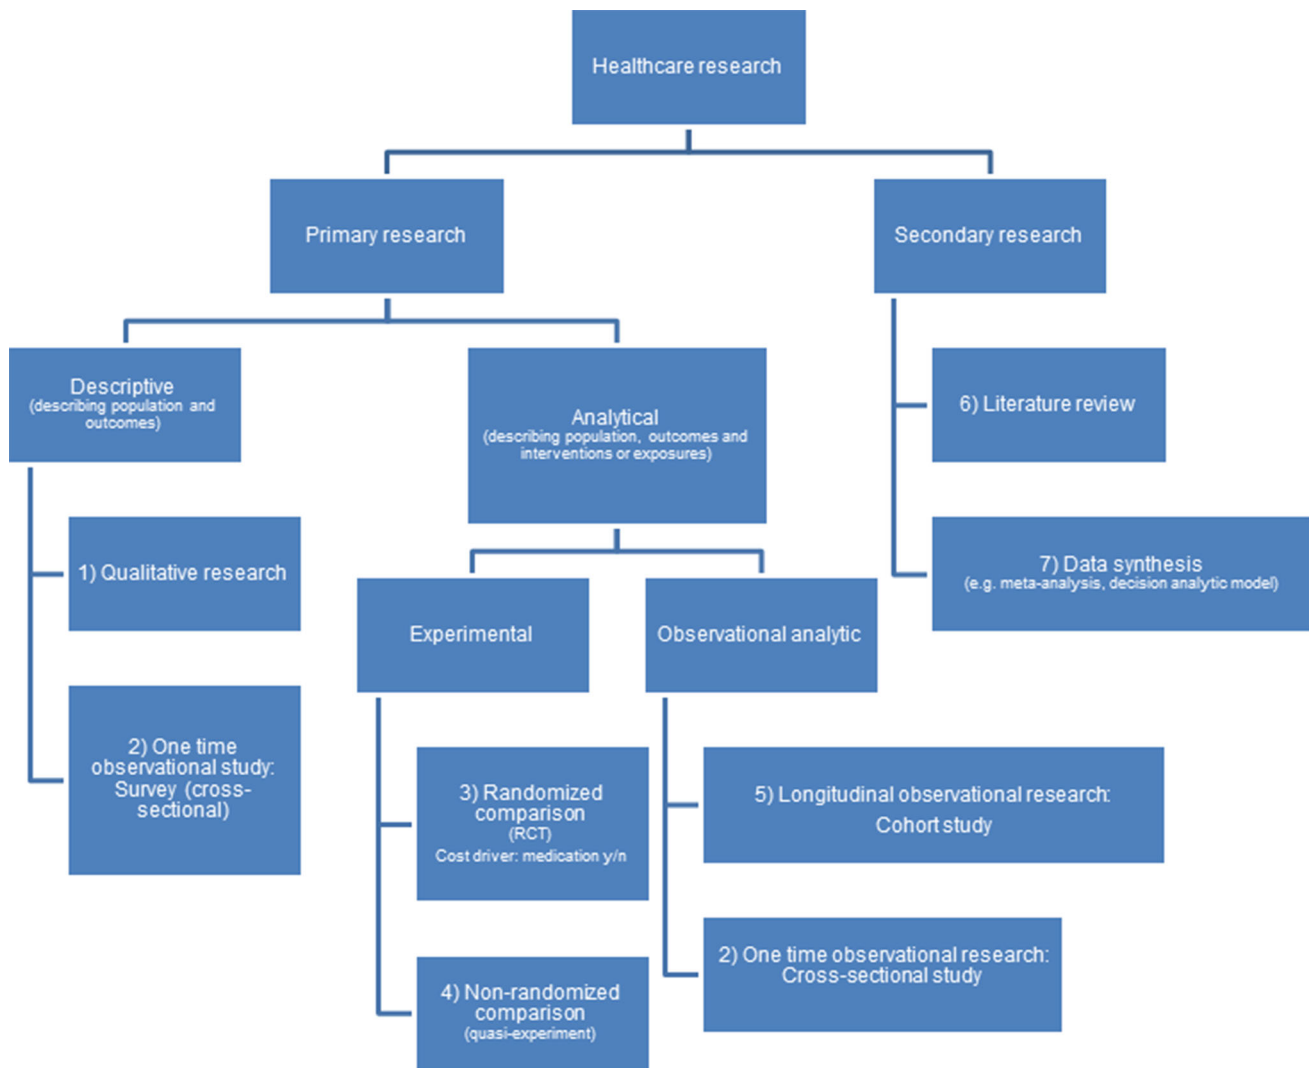 Healthcare research
Primary research
Secondary research
Descriptive
(describing population and
outcomes)
Analytical
(describing population, outcomes and
interventions or exposures)
6) Literature review
1) Qualitative research
7) Data synthesis
(e.g. meta-analysis, decision analytic model)
Experimental
Observational analytic
2) One time
observational study:
Survey (cross-
sectional)
3) Randomized
comparison
(RCT)
Cost driver: medication y/n
5) Longitudinal observational research:
Cohort study
4) Non-randomized
comparison
(quasi-experiment)
2) One time observational research:
Cross-sectional study